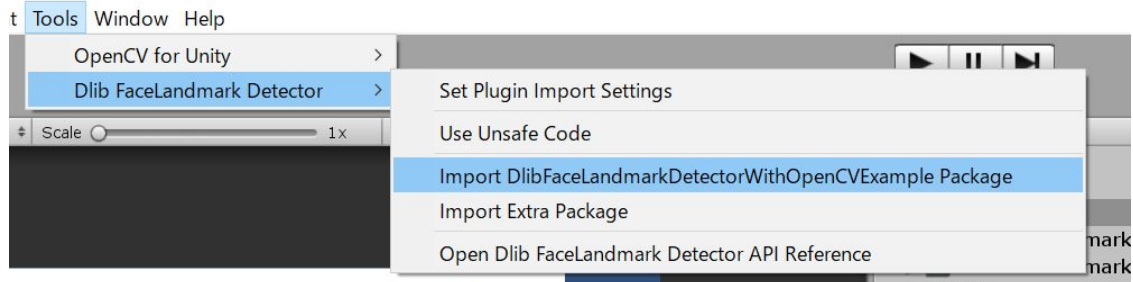 t Tools Window Help
OpenCV for Unity
Dlib FaceLandmark Detector
Set Plugin Import Settings
Scale 1x
Use Unsafe Code
Import DlibFaceLandmarkDetectorWithOpenCVExample Package
Import Extra Package
Open Dlib FaceLandmark Detector API Reference
mark
mark